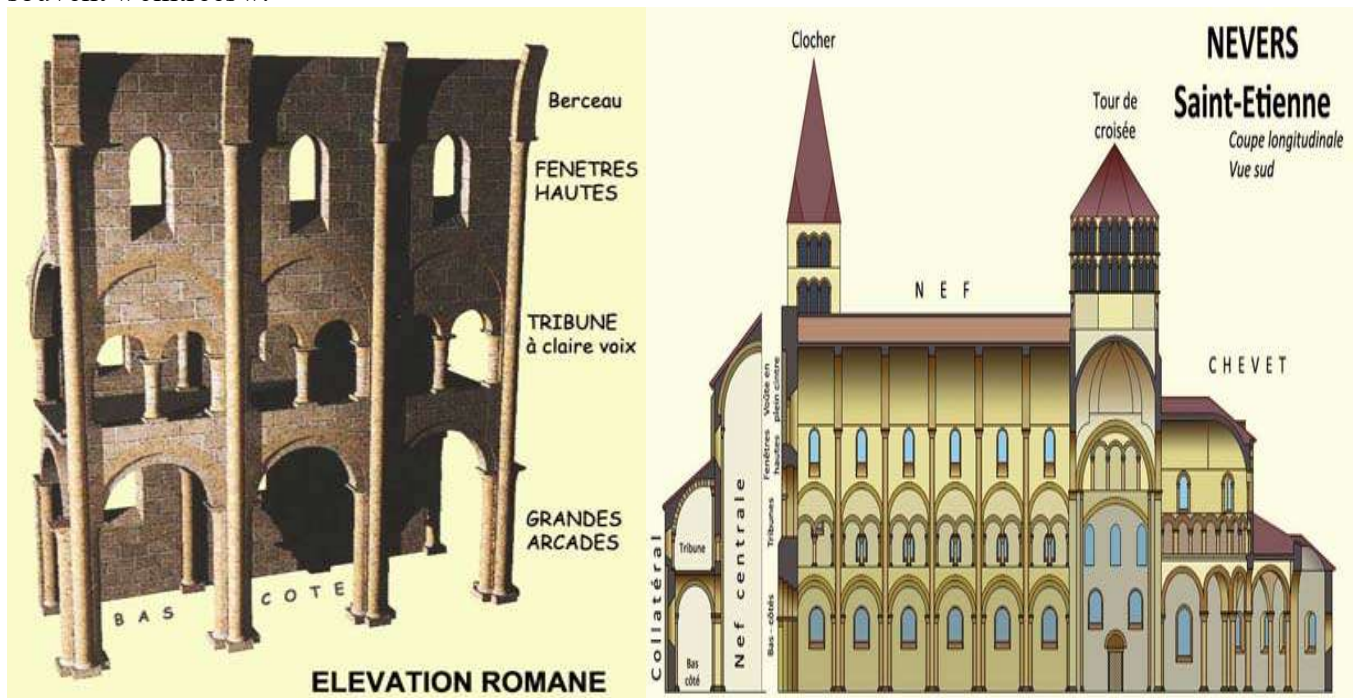 Berceau
FENETRES
HAUTES
TRIBUNE
à claire voix
GRANDES
ARCADES
BAS COTE
ELEVATION ROMANE
NEVERS
Saint-Etienne
Coupe longitudinale
Vue sud
Clocher
Tour de
croisée
NEF
CHEVET
Voûte en
plein cintre
Fenêtres
hautes
Tribunes
Bas - côtés
Nef centrale
Collatéral
Tribune
Bas
côté